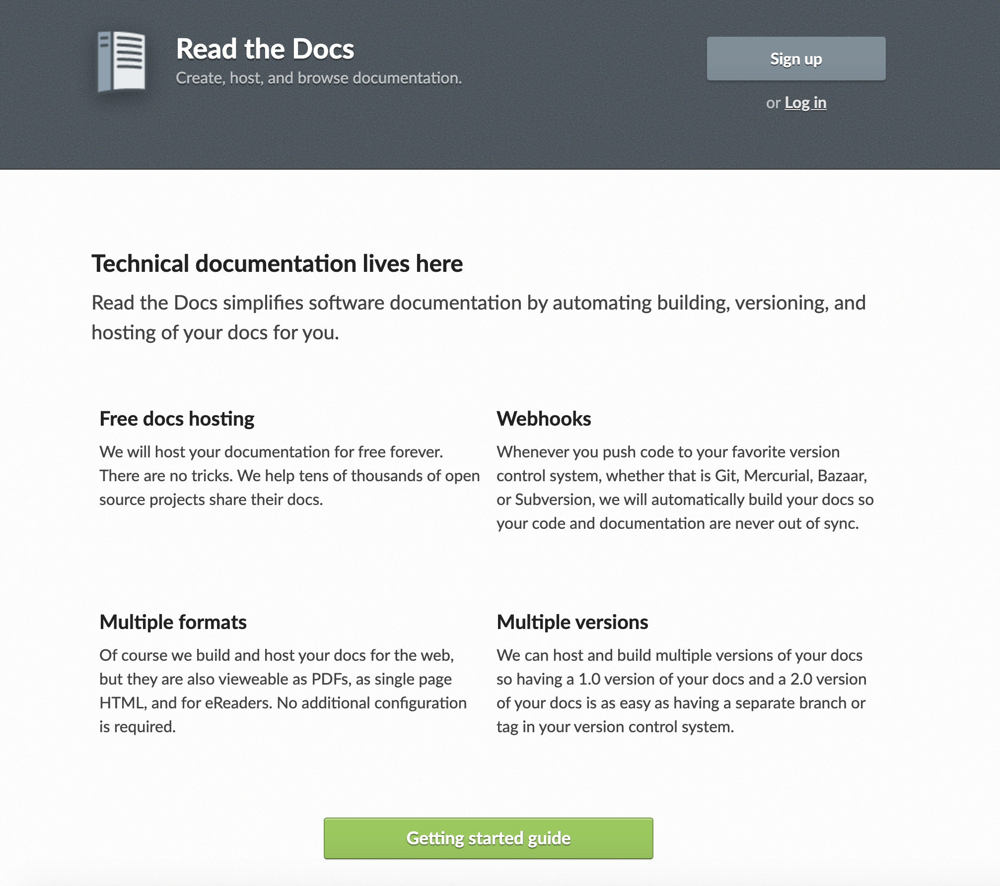 Read the Docs
Create, host, and browse documentation.
Sign up
or Log in
Technical documentation lives here
Read the Docs simplifies software documentation by automating building, versioning, and
hosting of your docs for you.
Free docs hosting
We will host your documentation for free forever.
There are no tricks. We help tens of thousands of open
source projects share their docs.
Webhooks
Whenever you push code to your favorite version
control system, whether that is Git, Mercurial, Bazaar,
or Subversion, we will automatically build your docs so
your code and documentation are never out of sync.
Multiple formats
Of course we build and host your docs for the web,
but they are also vieweable as PDFs, as single page
HTML, and for eReaders. No additional configuration
is required.
Multiple versions
We can host and build multiple versions of your docs
so having a 1.0 version of your docs and a 2.0 version
of your docs is as easy as having a separate branch or
tag in your version control system.
Getting started guide